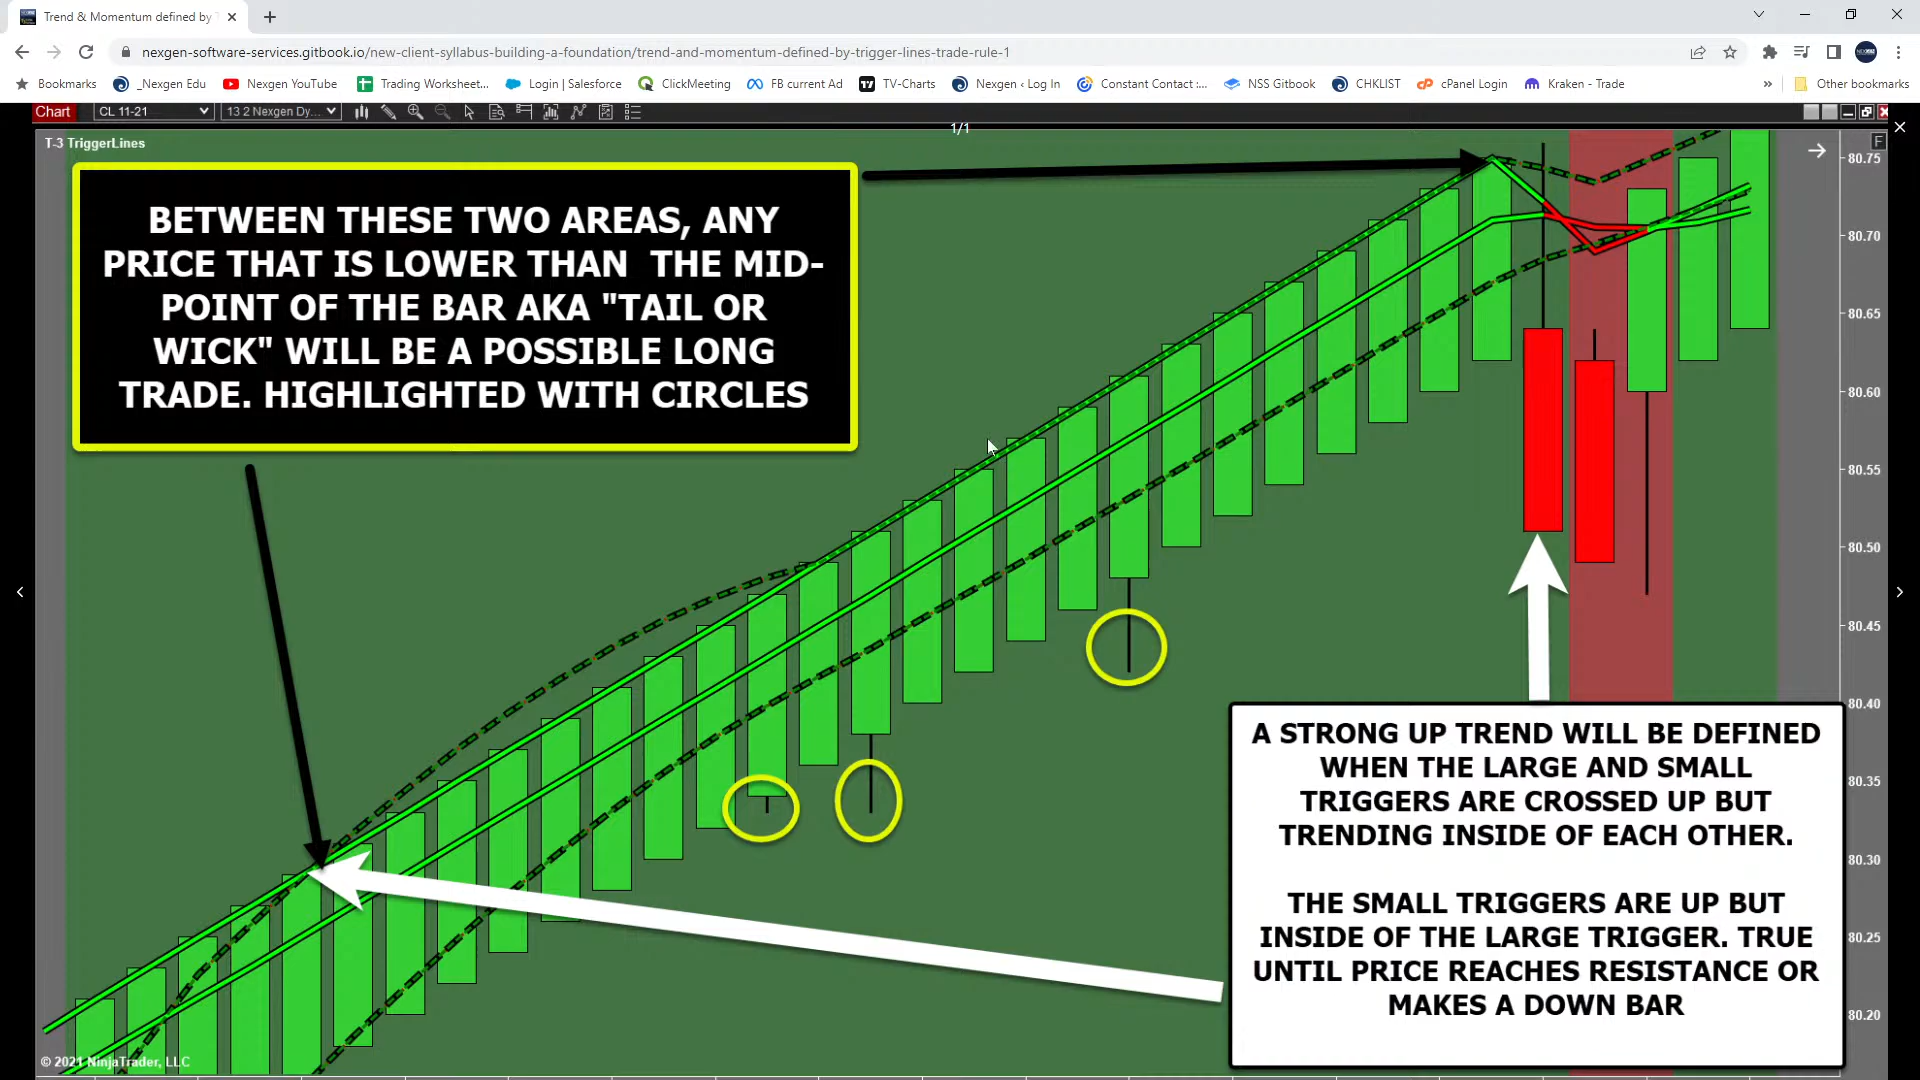 Trend & Momentum defined by T
nexgen-software-services.gitbook.io/new-client-syllabus-building-a-foundation/trend-and-momentum-defined-by-trigger-lines-trade-rule-1
Bookmarks
_Nexgen Edu
Nexgen YouTube
Trading Worksheet...
Login | Salesforce
ClickMeeting
FB current Ad
TV-Charts
Nexgen ‹ Log In
Constant Contact :...
NSS Gitbook
CHKLIST
cPanel Login
Kraken - Trade
»
Other bookmarks
Chart
CL 11-21
13 2 Nexgen Dy...
1/1
T-3 TriggerLines
F
BETWEEN THESE TWO AREAS, ANY
PRICE THAT IS LOWER THAN THE MID-
POINT OF THE BAR AKA "TAIL OR
WICK" WILL BE A POSSIBLE LONG
TRADE. HIGHLIGHTED WITH CIRCLES
80.75
80.70
80.65
80.60
80.55
80.50
80.45
80.40
80.35
80.30
80.25
80.20
A STRONG UP TREND WILL BE DEFINED
WHEN THE LARGE AND SMALL
TRIGGERS ARE CROSSED UP BUT
TRENDING INSIDE OF EACH OTHER.
THE SMALL TRIGGERS ARE UP BUT
INSIDE OF THE LARGE TRIGGER. TRUE
UNTIL PRICE REACHES RESISTANCE OR
MAKES A DOWN BAR
© 2021 NinjaTrader, LLC